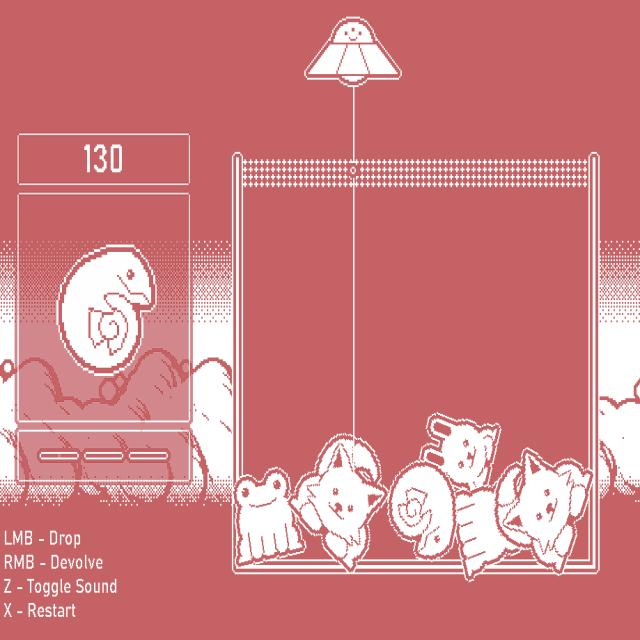 130
LMB - Drop
RMB - Devolve
Z - Toggle Sound
X - Restart